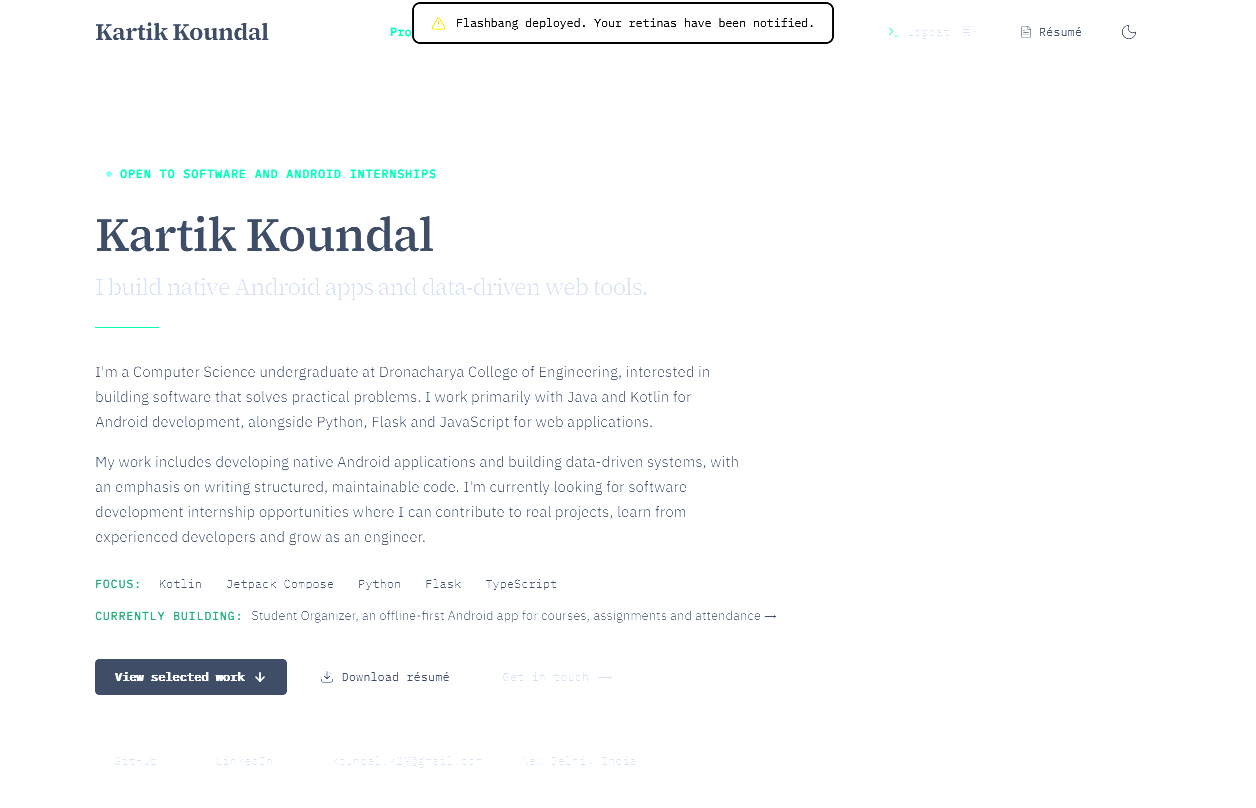 Kartik Koundal
Flashbang deployed. Your retinas have been notified.
Logcat
Résumé
OPEN TO SOFTWARE AND ANDROID INTERNSHIPS
Kartik Koundal
I build native Android apps and data-driven web tools.
I'm a Computer Science undergraduate at Dronacharya College of Engineering, interested in
building software that solves practical problems. I work primarily with Java and Kotlin for
Android development, alongside Python, Flask and JavaScript for web applications.
My work includes developing native Android applications and building data-driven systems, with
an emphasis on writing structured, maintainable code. I'm currently looking for software
development internship opportunities where I can contribute to real projects, learn from
experienced developers and grow as an engineer.
FOCUS: Kotlin Jetpack Compose Python Flask TypeScript
CURRENTLY BUILDING: Student Organizer, an offline-first Android app for courses, assignments and attendance →
View selected work ↓
Download résumé
Get in touch →
GitHub LinkedIn New Delhi, India